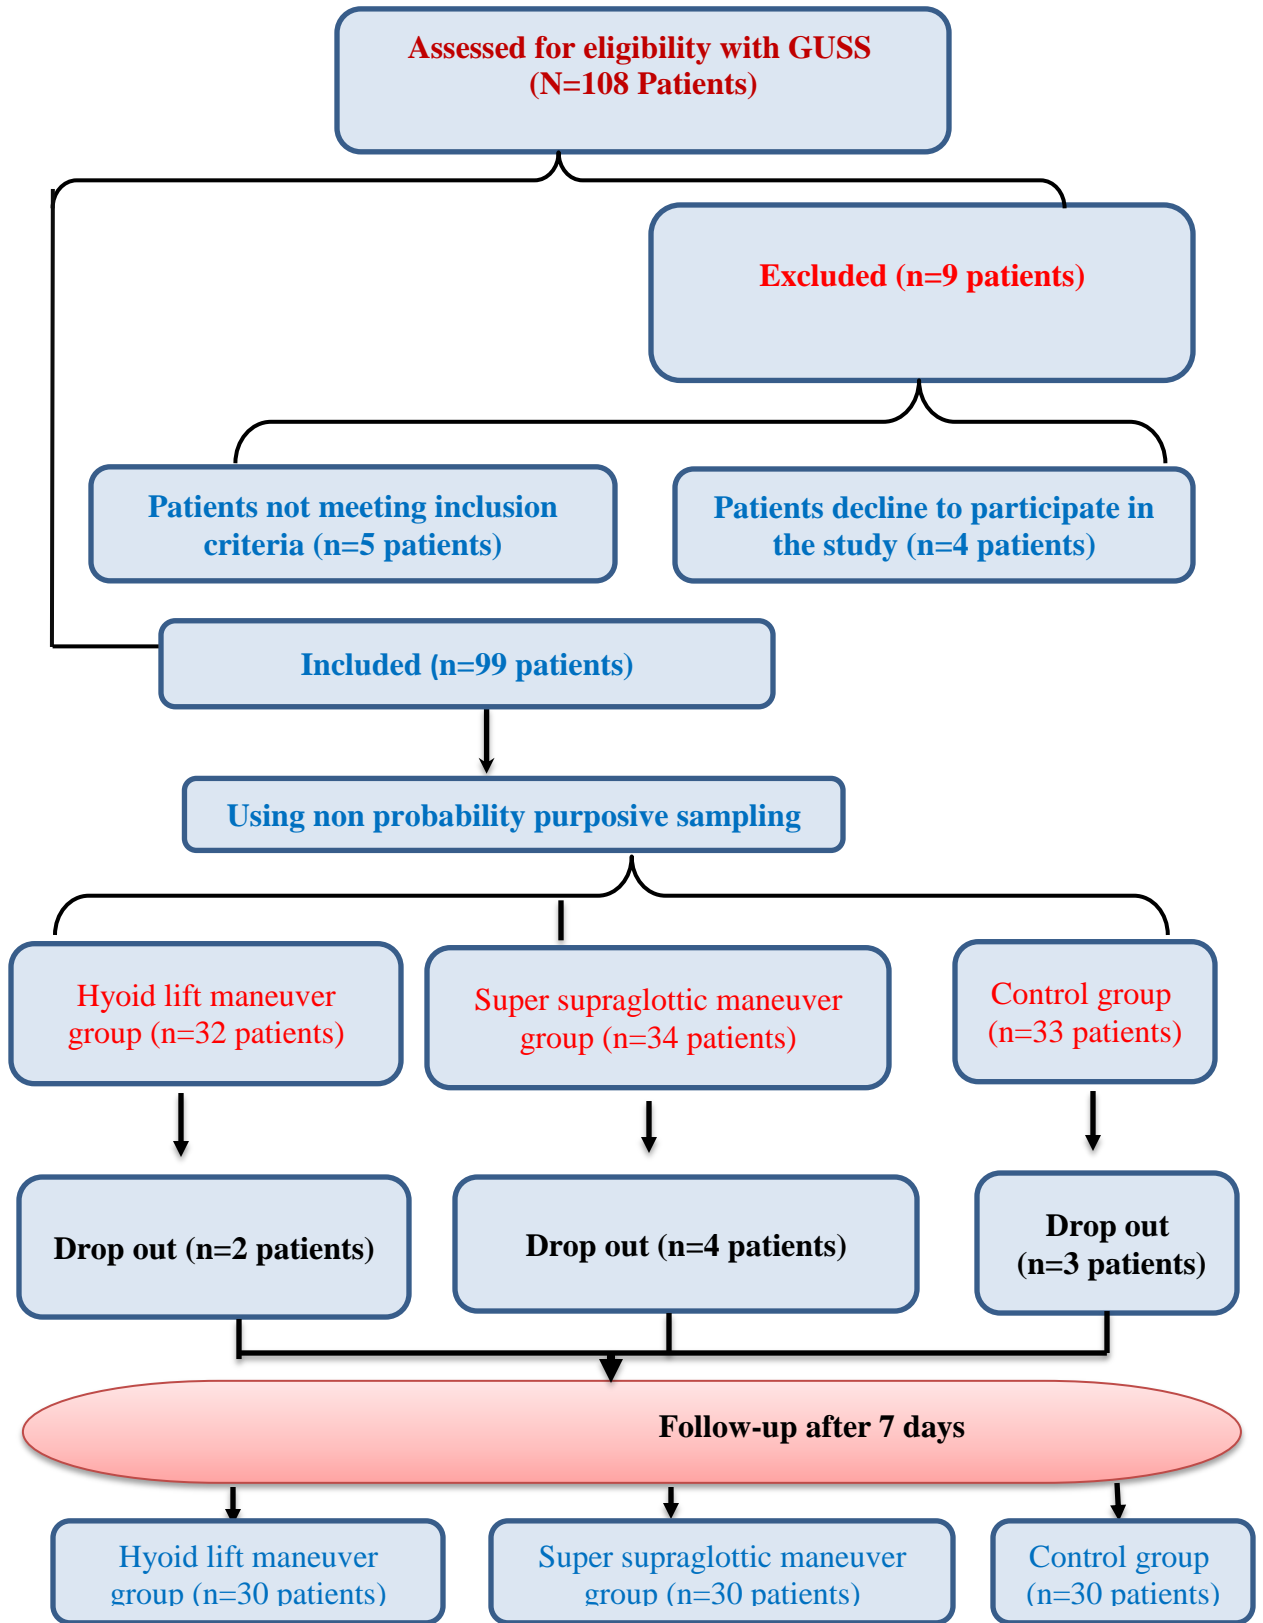 Assessed for eligibility with GUSS
(N=108 Patients)
Excluded (n=9 patients)
Patients not meeting inclusion
criteria (n=5 patients)
Patients decline to participate in
the study (n=4 patients)
Included (n=99 patients)
Using non probability purposive sampling
Hyoid lift maneuver
group (n=32 patients)
Super supraglottic maneuver
group (n=34 patients)
Control group
(n=33 patients)
Drop out (n=2 patients)
Drop out (n=4 patients)
Drop out
(n=3 patients)
Follow-up after 7 days
Hyoid lift maneuver
group (n=30 patients)
Super supraglottic maneuver
group (n=30 patients)
Control group
(n=30 patients)